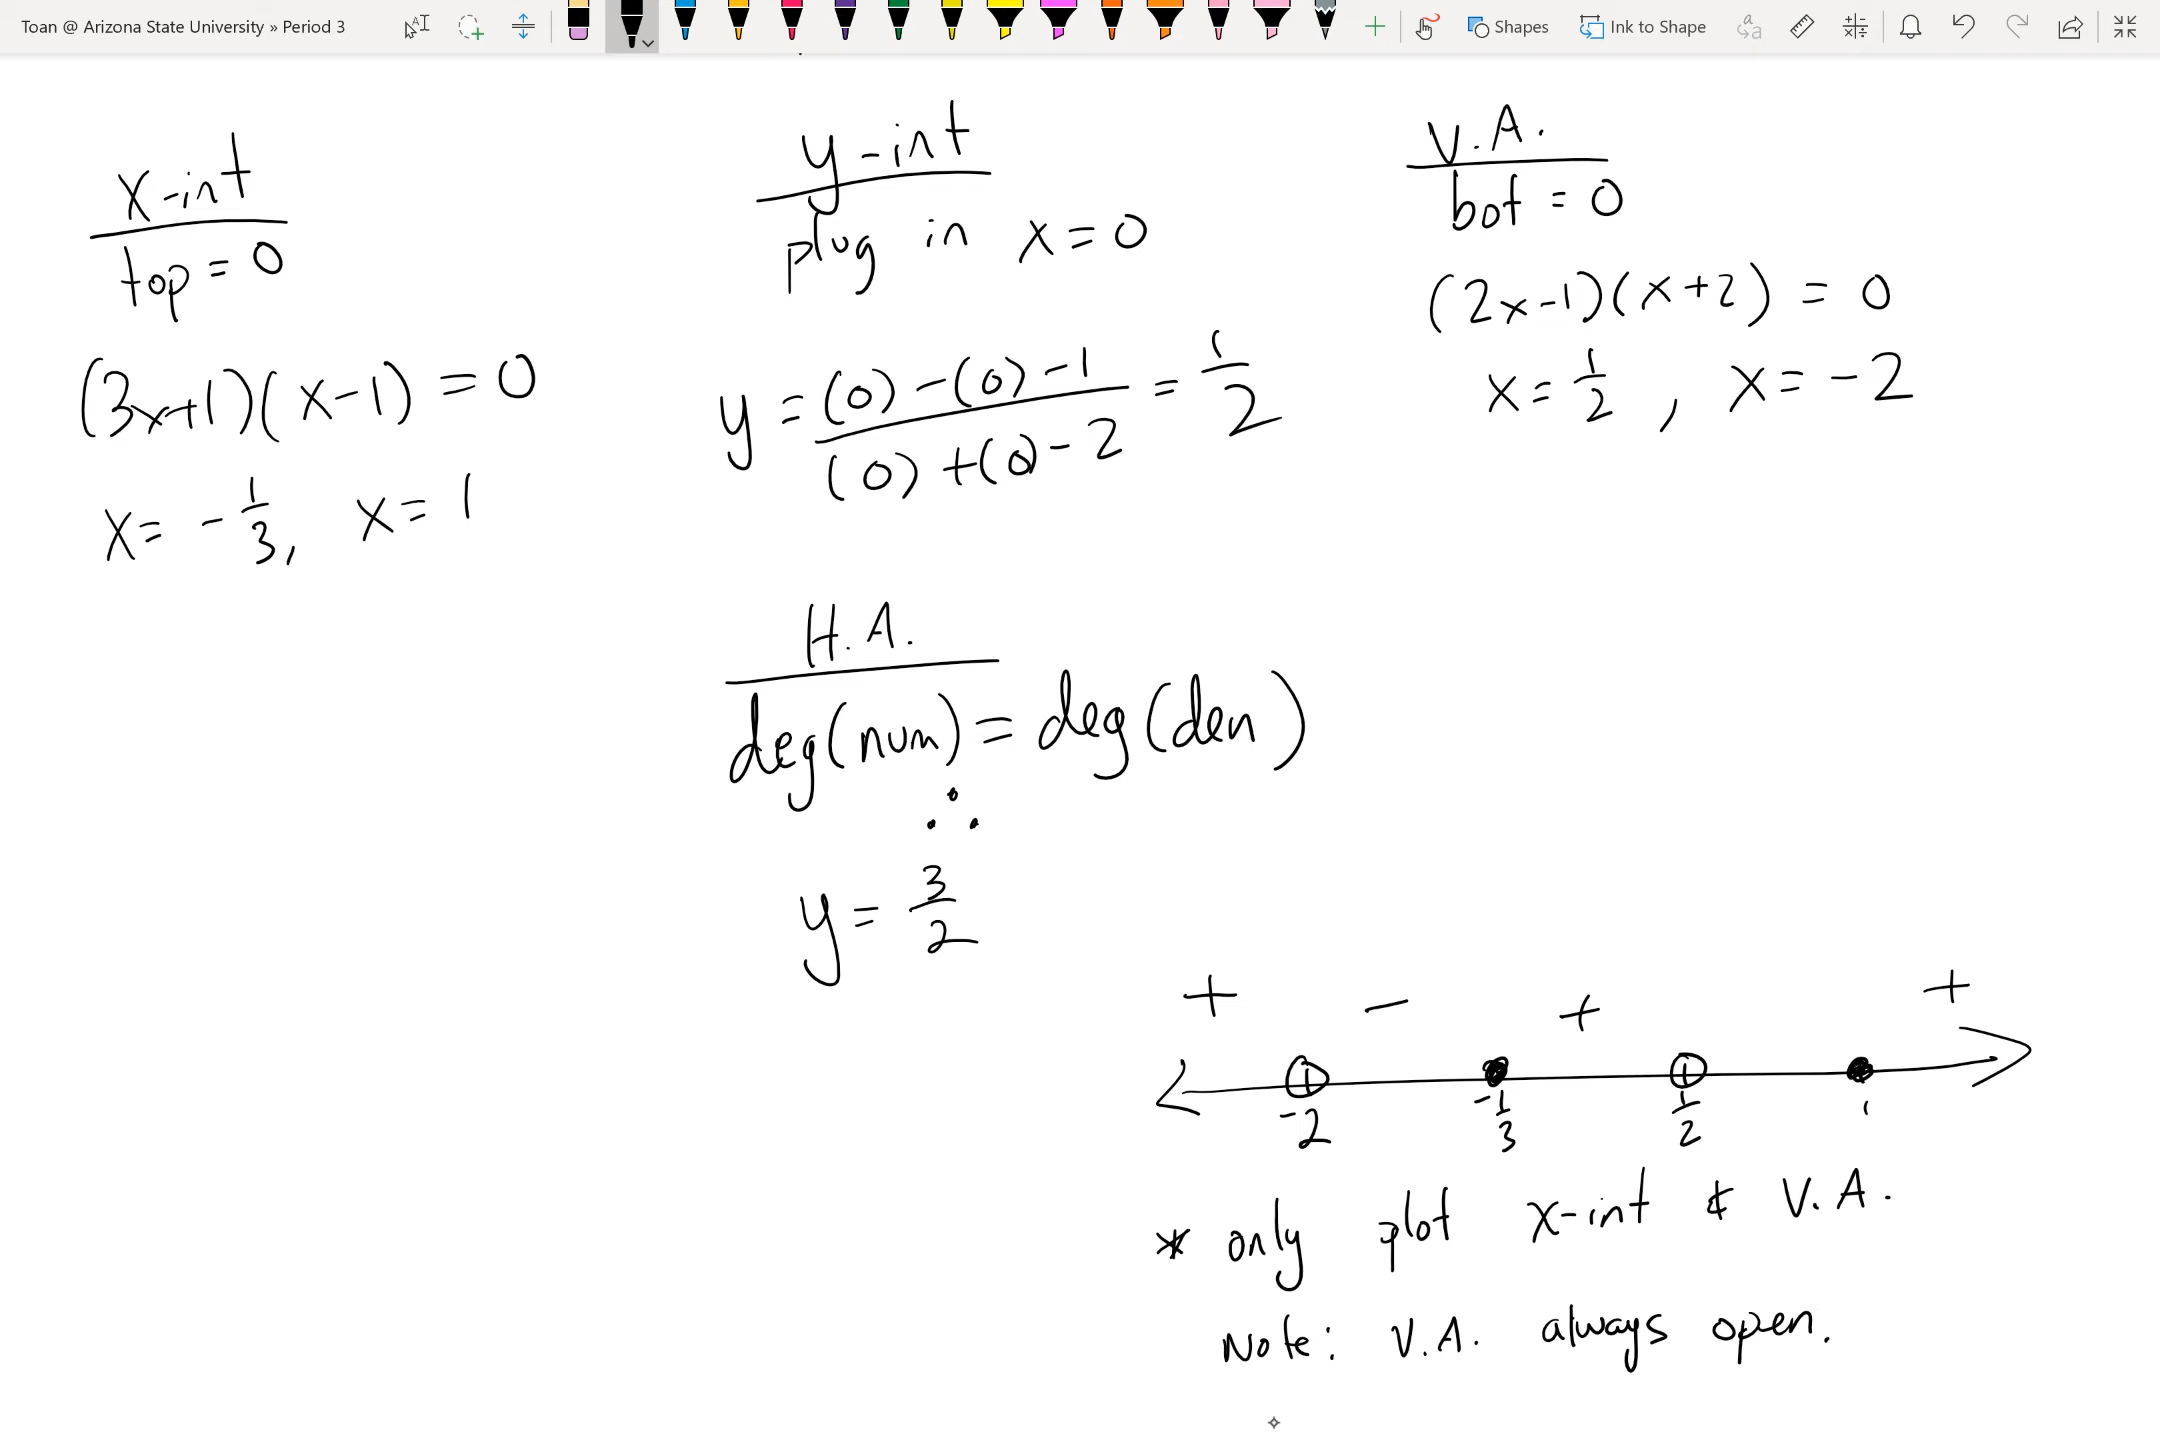 Toan @ Arizona State University » Period 3
Shapes
Ink to Shape
x-int
top = 0
(3x+1)(x-1) = 0
x = -1/3, x = 1
y-int
plug in x = 0
y = (0) - (0) - 1 / (0) + (0) - 2 = 1/2
V.A.
bot = 0
(2x-1)(x+2) = 0
x = 1/2, x = -2
H.A.
deg(num) = deg(den)
∴
y = 3/2
+ - + +
-2 -1/3 1/2 1
* only plot x-int & V.A.
Note: V.A. always open.